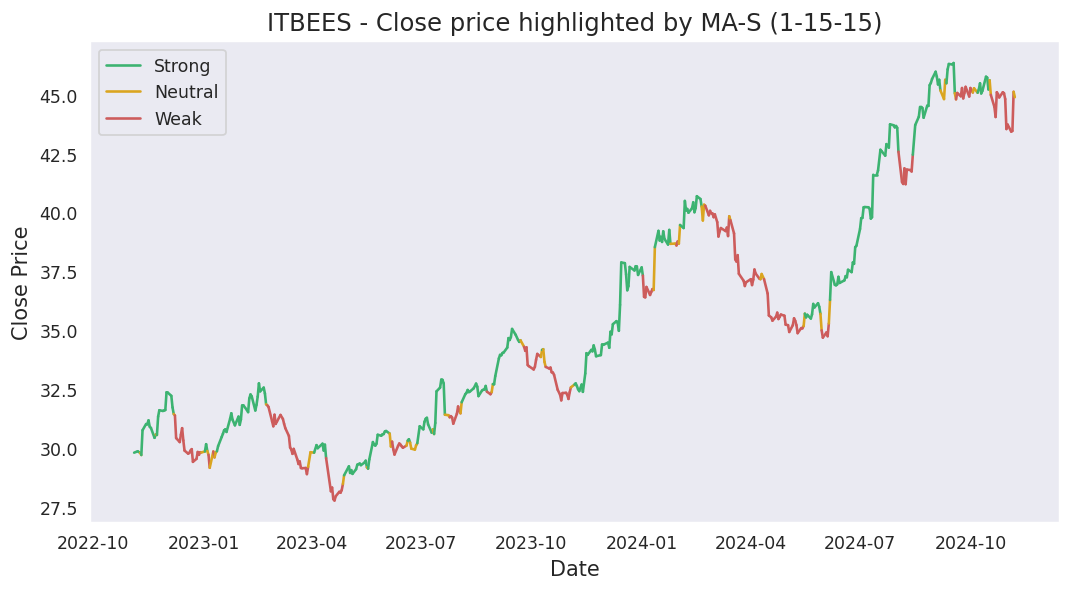 ITBEES - Close price highlighted by MA-S (1-15-15)
Strong
Neutral
Weak
Close Price
45.0
42.5
40.0
37.5
35.0
32.5
30.0
27.5
2022-10 2023-01 2023-04 2023-07 2023-10 2024-01 2024-04 2024-07 2024-10
Date